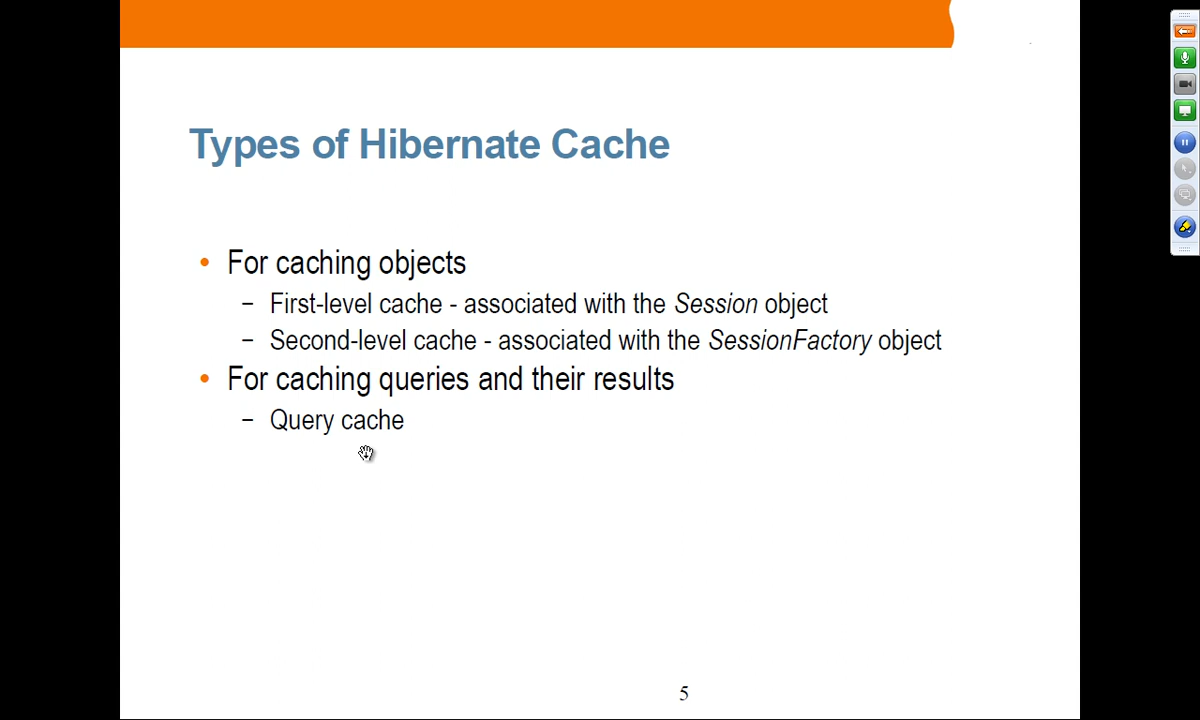 Types of Hibernate Cache
• For caching objects
– First-level cache - associated with the Session object
– Second-level cache - associated with the SessionFactory object
• For caching queries and their results
– Query cache
5